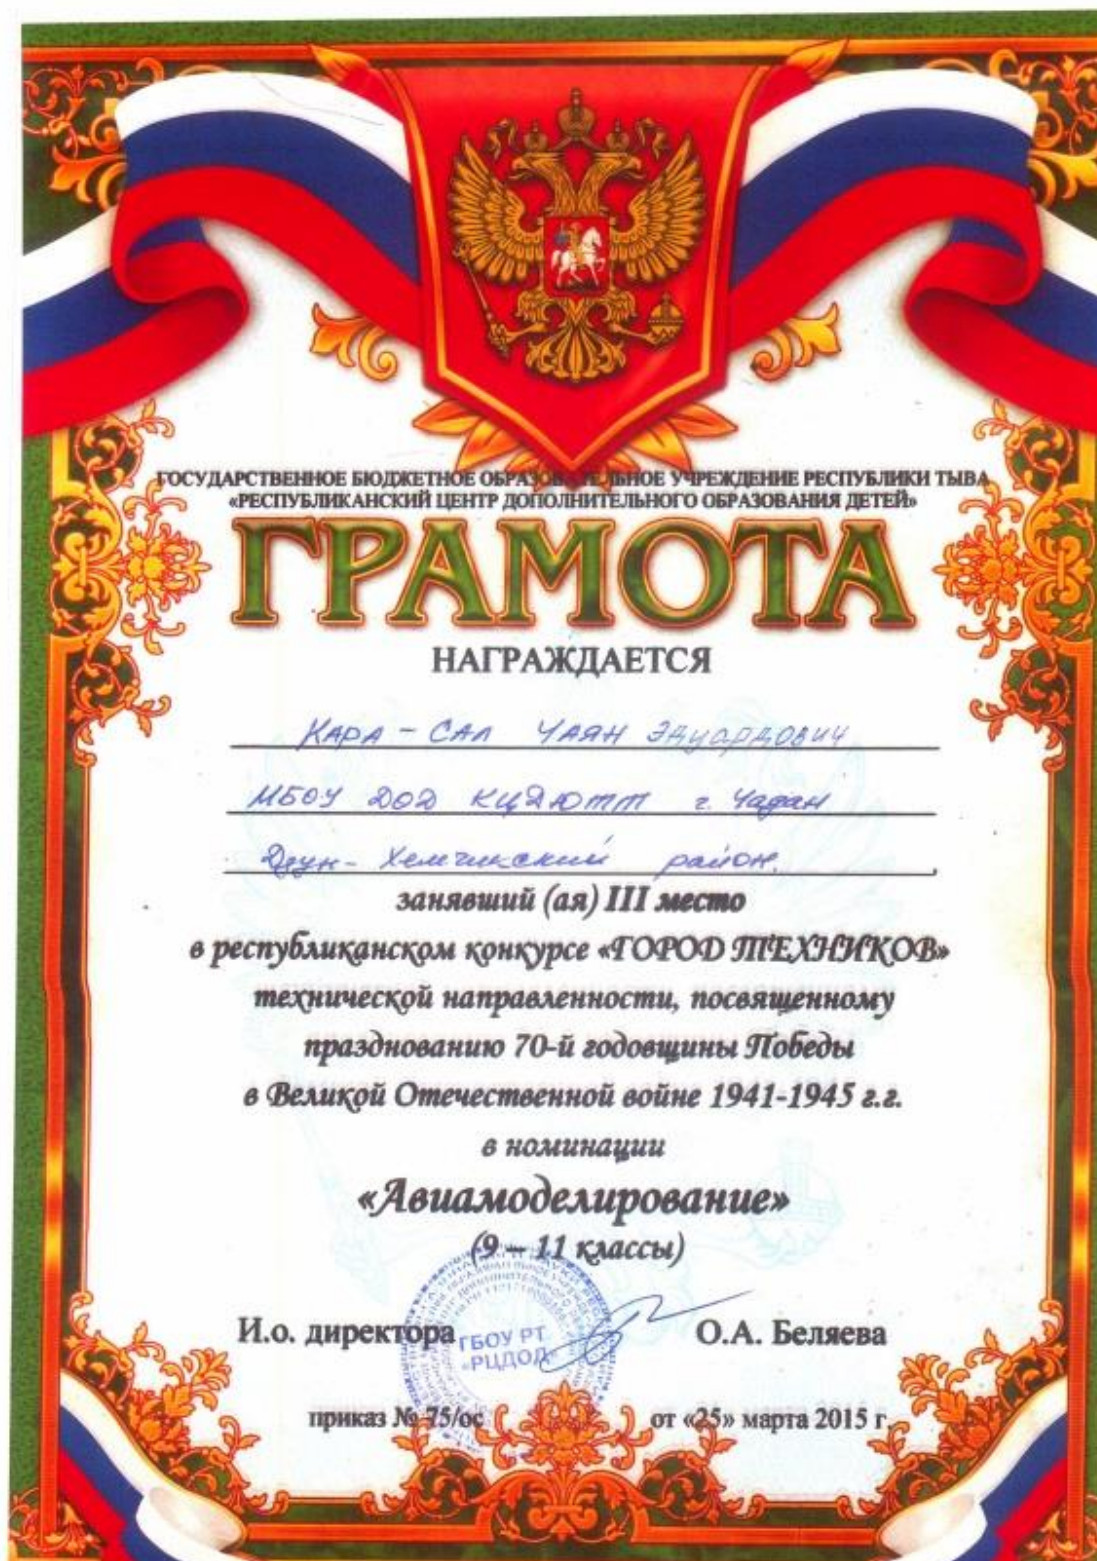 ГОСУДАРСТВЕННОЕ БЮДЖЕТНОЕ ОБРАЗОВАТЕЛЬНОЕ УЧРЕЖДЕНИЕ РЕСПУБЛИКИ ТЫВА
«РЕСПУБЛИКАНСКИЙ ЦЕНТР ДОПОЛНИТЕЛЬНОГО ОБРАЗОВАНИЯ ДЕТЕЙ»
ГРАМОТА
НАГРАЖДАЕТСЯ
КАРА-САЛ ЧАЯН ЭДУАРДОВИЧ
МБОУ ДОД КЦДЮТТ г. Чадан
Дзун-Хемчикский район,
занявший (ая) III место
в республиканском конкурсе «ГОРОД ТЕХНИКОВ»
технической направленности, посвященному
празднованию 70-й годовщины Победы
в Великой Отечественной войне 1941-1945 г.г.
в номинации
«Авиамоделирование»
(9 – 11 классы)
И.о. директора О.А. Беляева
ГБОУ РТ
«РЦДОД»
приказ № 75/ос от «25» марта 2015 г.